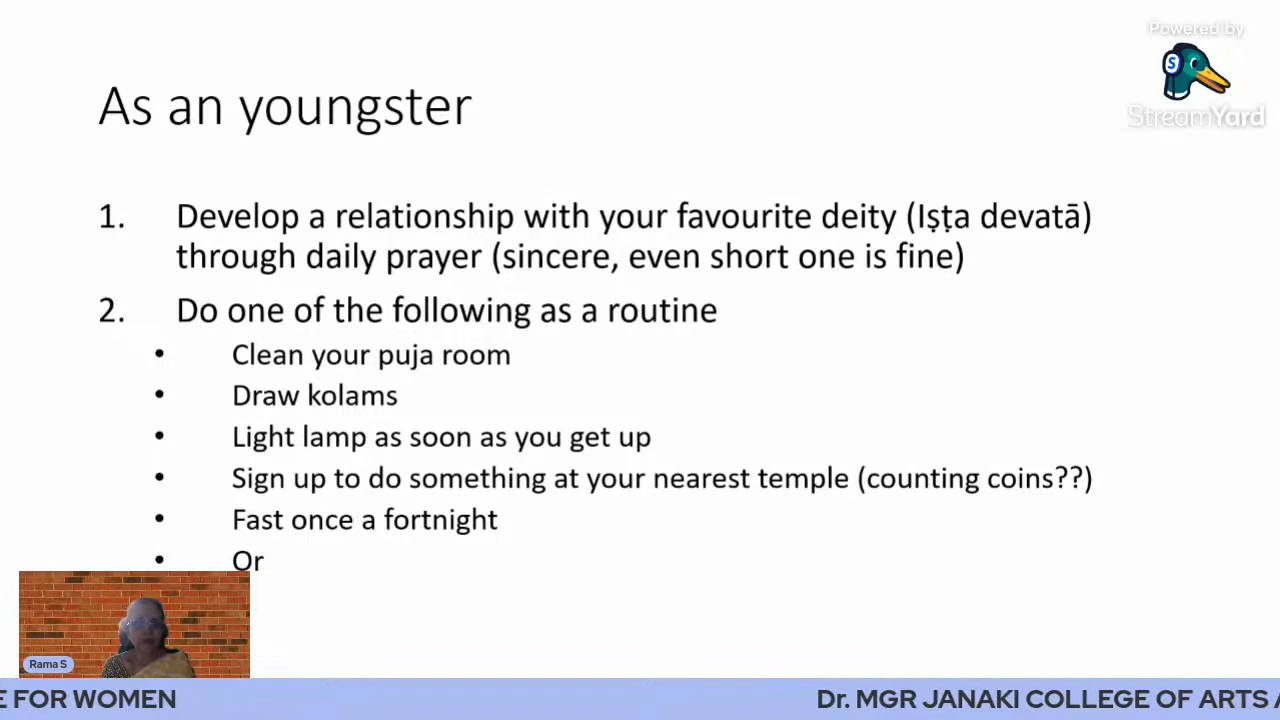 Powered by
StreamYard
As an youngster
1. Develop a relationship with your favourite deity (Iṣṭa devatā)
through daily prayer (sincere, even short one is fine)
2. Do one of the following as a routine
• Clean your puja room
• Draw kolams
• Light lamp as soon as you get up
• Sign up to do something at your nearest temple (counting coins??)
• Fast once a fortnight
• Or
Rama S
E FOR WOMEN Dr. MGR JANAKI COLLEGE OF ARTS A